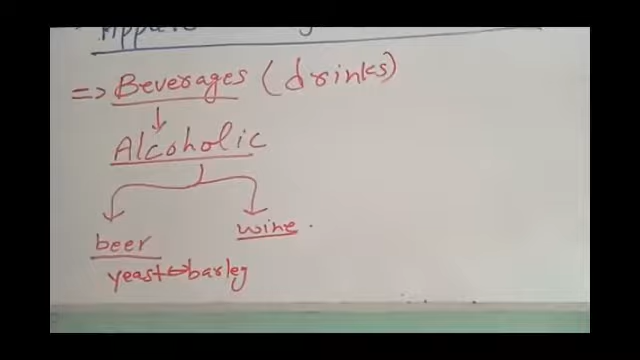 => Beverages (drinks)
Alcoholic
beer wine.
yeast barley